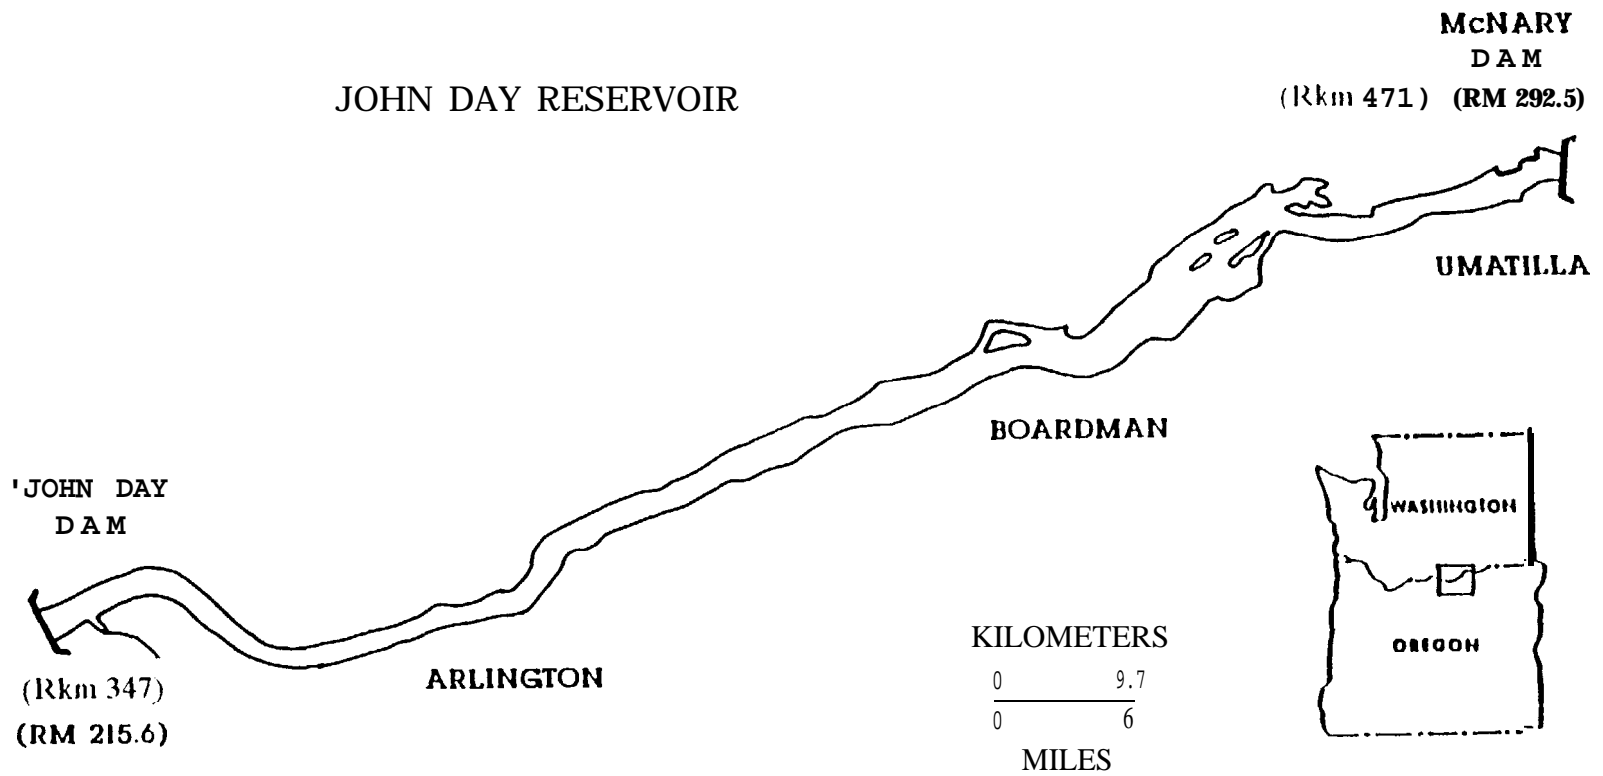 McNARY
DAM
(Rkm 471) (RM 292.5)
JOHN DAY RESERVOIR
UMATILLA
BOARDMAN
'JOHN DAY
DAM
WASHINGTON
OREGON
(Rkm 347)
(RM 215.6)
ARLINGTON
KILOMETERS
0 9.7
0 6
MILES